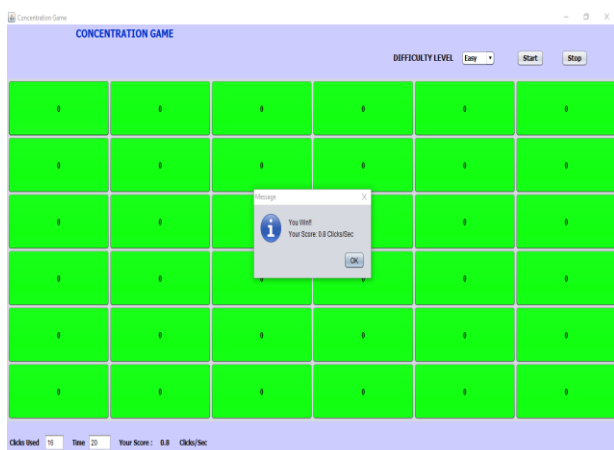 Concentration Game
CONCENTRATION GAME
DIFFICULTY LEVEL Easy Start Stop
0 0 0 0 0 0
0 0 0 0 0 0
0 0 0 0 0 0
Message X
You Win!!
Your Score: 0.8 Clicks/Sec
OK
0 0 0 0 0 0
0 0 0 0 0 0
0 0 0 0 0 0
Clicks Used 16 Time 20 Your Score : 0.8 Clicks/Sec